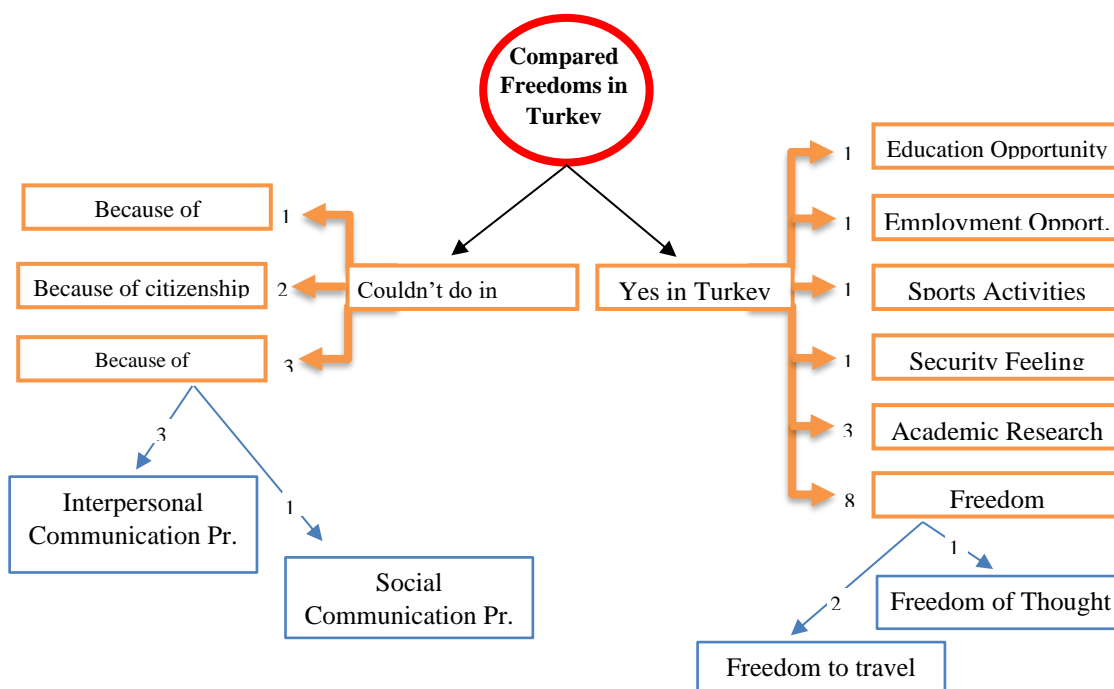 Compared
Freedoms in
Turkey
Because of
1
Because of citizenship
2
Because of
3
Couldn't do in
Yes in Turkey
1
Education Opportunity
1
Employment Opport.
1
Sports Activities
1
Security Feeling
3
Academic Research
8
Freedom
3
1
Interpersonal
Communication Pr.
Social
Communication Pr.
1
2
Freedom of Thought
Freedom to travel